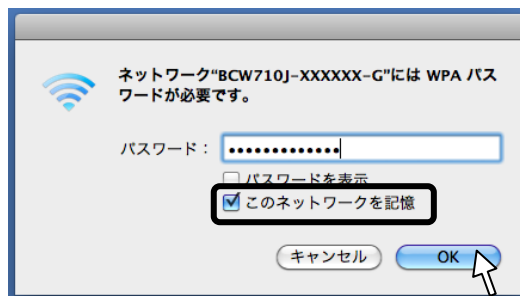 ネットワーク“BCW710J-XXXXXX-G”には WPA パス
ワードが必要です。
パスワード：
パスワードを表示
このネットワークを記憶
キャンセル
OK